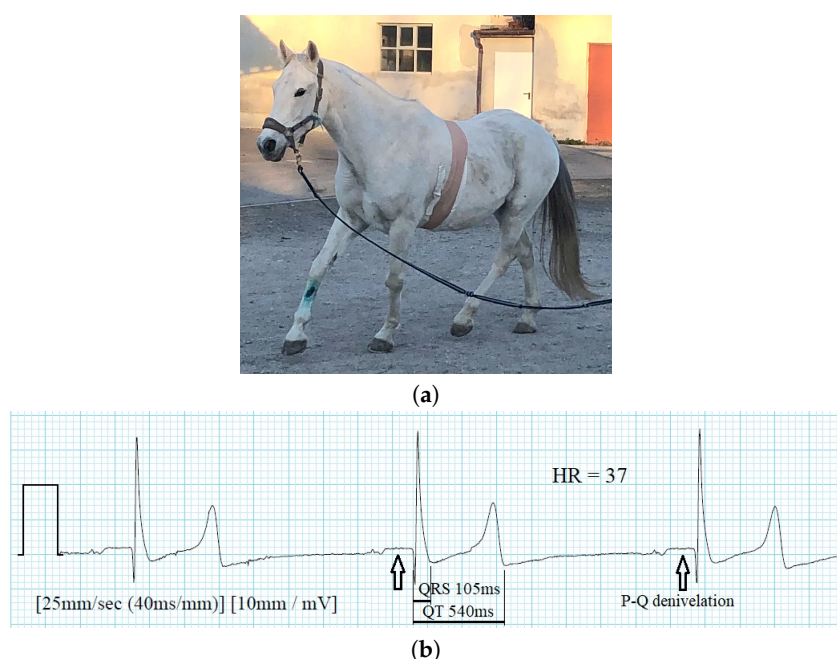 (a)
HR = 37
QRS 105ms
[25mm/sec (40ms/mm)] [10mm / mV]
P-Q denivelation
QT 540ms
(b)